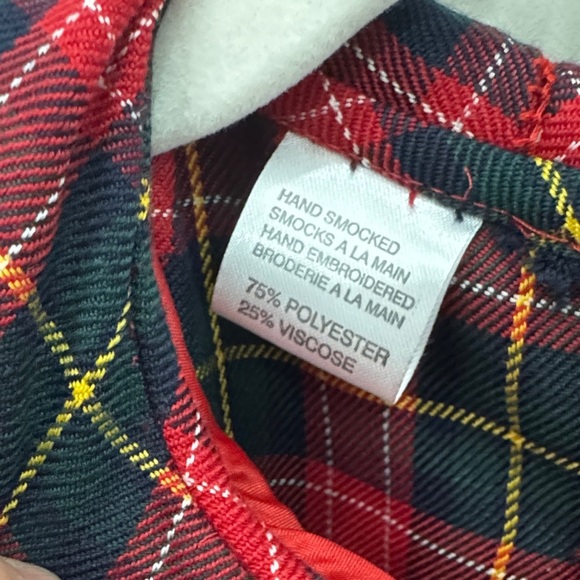 HAND SMOCKED
SMOCKS A LA MAIN
HAND EMBROIDERED
BRODERIE A LA MAIN
75% POLYESTER
25% VISCOSE